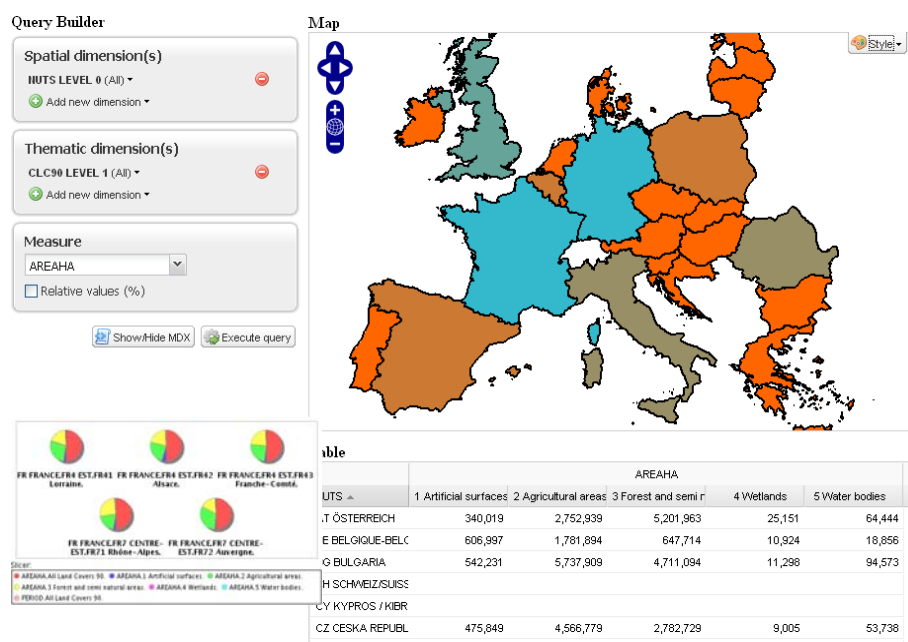 Query Builder
Spatial dimension(s)
NUTS LEVEL 0 (All)
Add new dimension
Thematic dimension(s)
CLC90 LEVEL 1 (All)
Add new dimension
Measure
AREAHA
Relative values (%)
Show/Hide MDX
Execute query
Map
Style
FR FRANCE.FR4 EST.FR41 Lorraine.
FR FRANCE.FR4 EST.FR42 Alsace.
FR FRANCE.FR4 EST.FR43 Franche-Comté.
FR FRANCE.FR7 CENTRE-EST.FR71 Rhône-Alpes.
FR FRANCE.FR7 CENTRE-EST.FR72 Auvergne.
Slicer:
AREAHA.All Land Covers 90. AREAHA.1 Artificial surfaces. AREAHA.2 Agricultural areas.
AREAHA.3 Forest and semi natural areas. AREAHA.4 Wetlands. AREAHA.5 Water bodies.
PERIOD.All Land Covers 90.
able
AREAHA
UTS 1 Artificial surfaces 2 Agricultural areas 3 Forest and semi r 4 Wetlands 5 Water bodies
T ÖSTERREICH 340,019 2,752,939 5,201,963 25,151 64,444
E BELGIQUE-BELC 606,997 1,781,894 647,714 10,924 18,856
G BULGARIA 542,231 5,737,909 4,711,094 11,298 94,573
H SCHWEIZ/SUISS
CY KYPROS / KIBR
CZ CESKA REPUBL 475,849 4,566,779 2,782,729 9,005 53,738